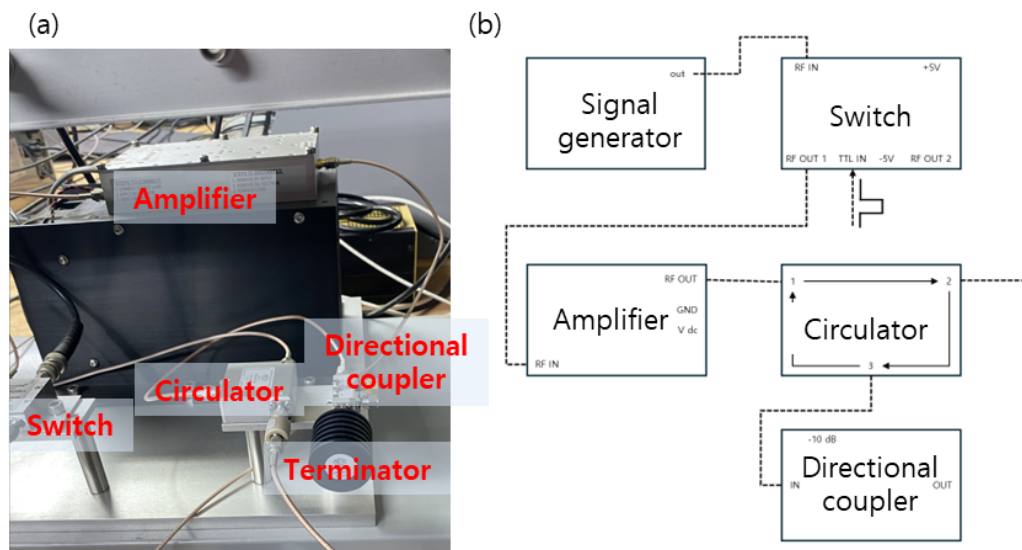 (a)
Amplifier
Directional
coupler
Circulator
Switch
Terminator
(b)
out
Signal
generator
RF IN
+5V
Switch
RF OUT 1
TTL IN
-5V
RF OUT 2
RF OUT
Amplifier
GND
V dc
RF IN
1
2
Circulator
3
-10 dB
Directional
coupler
IN
OUT